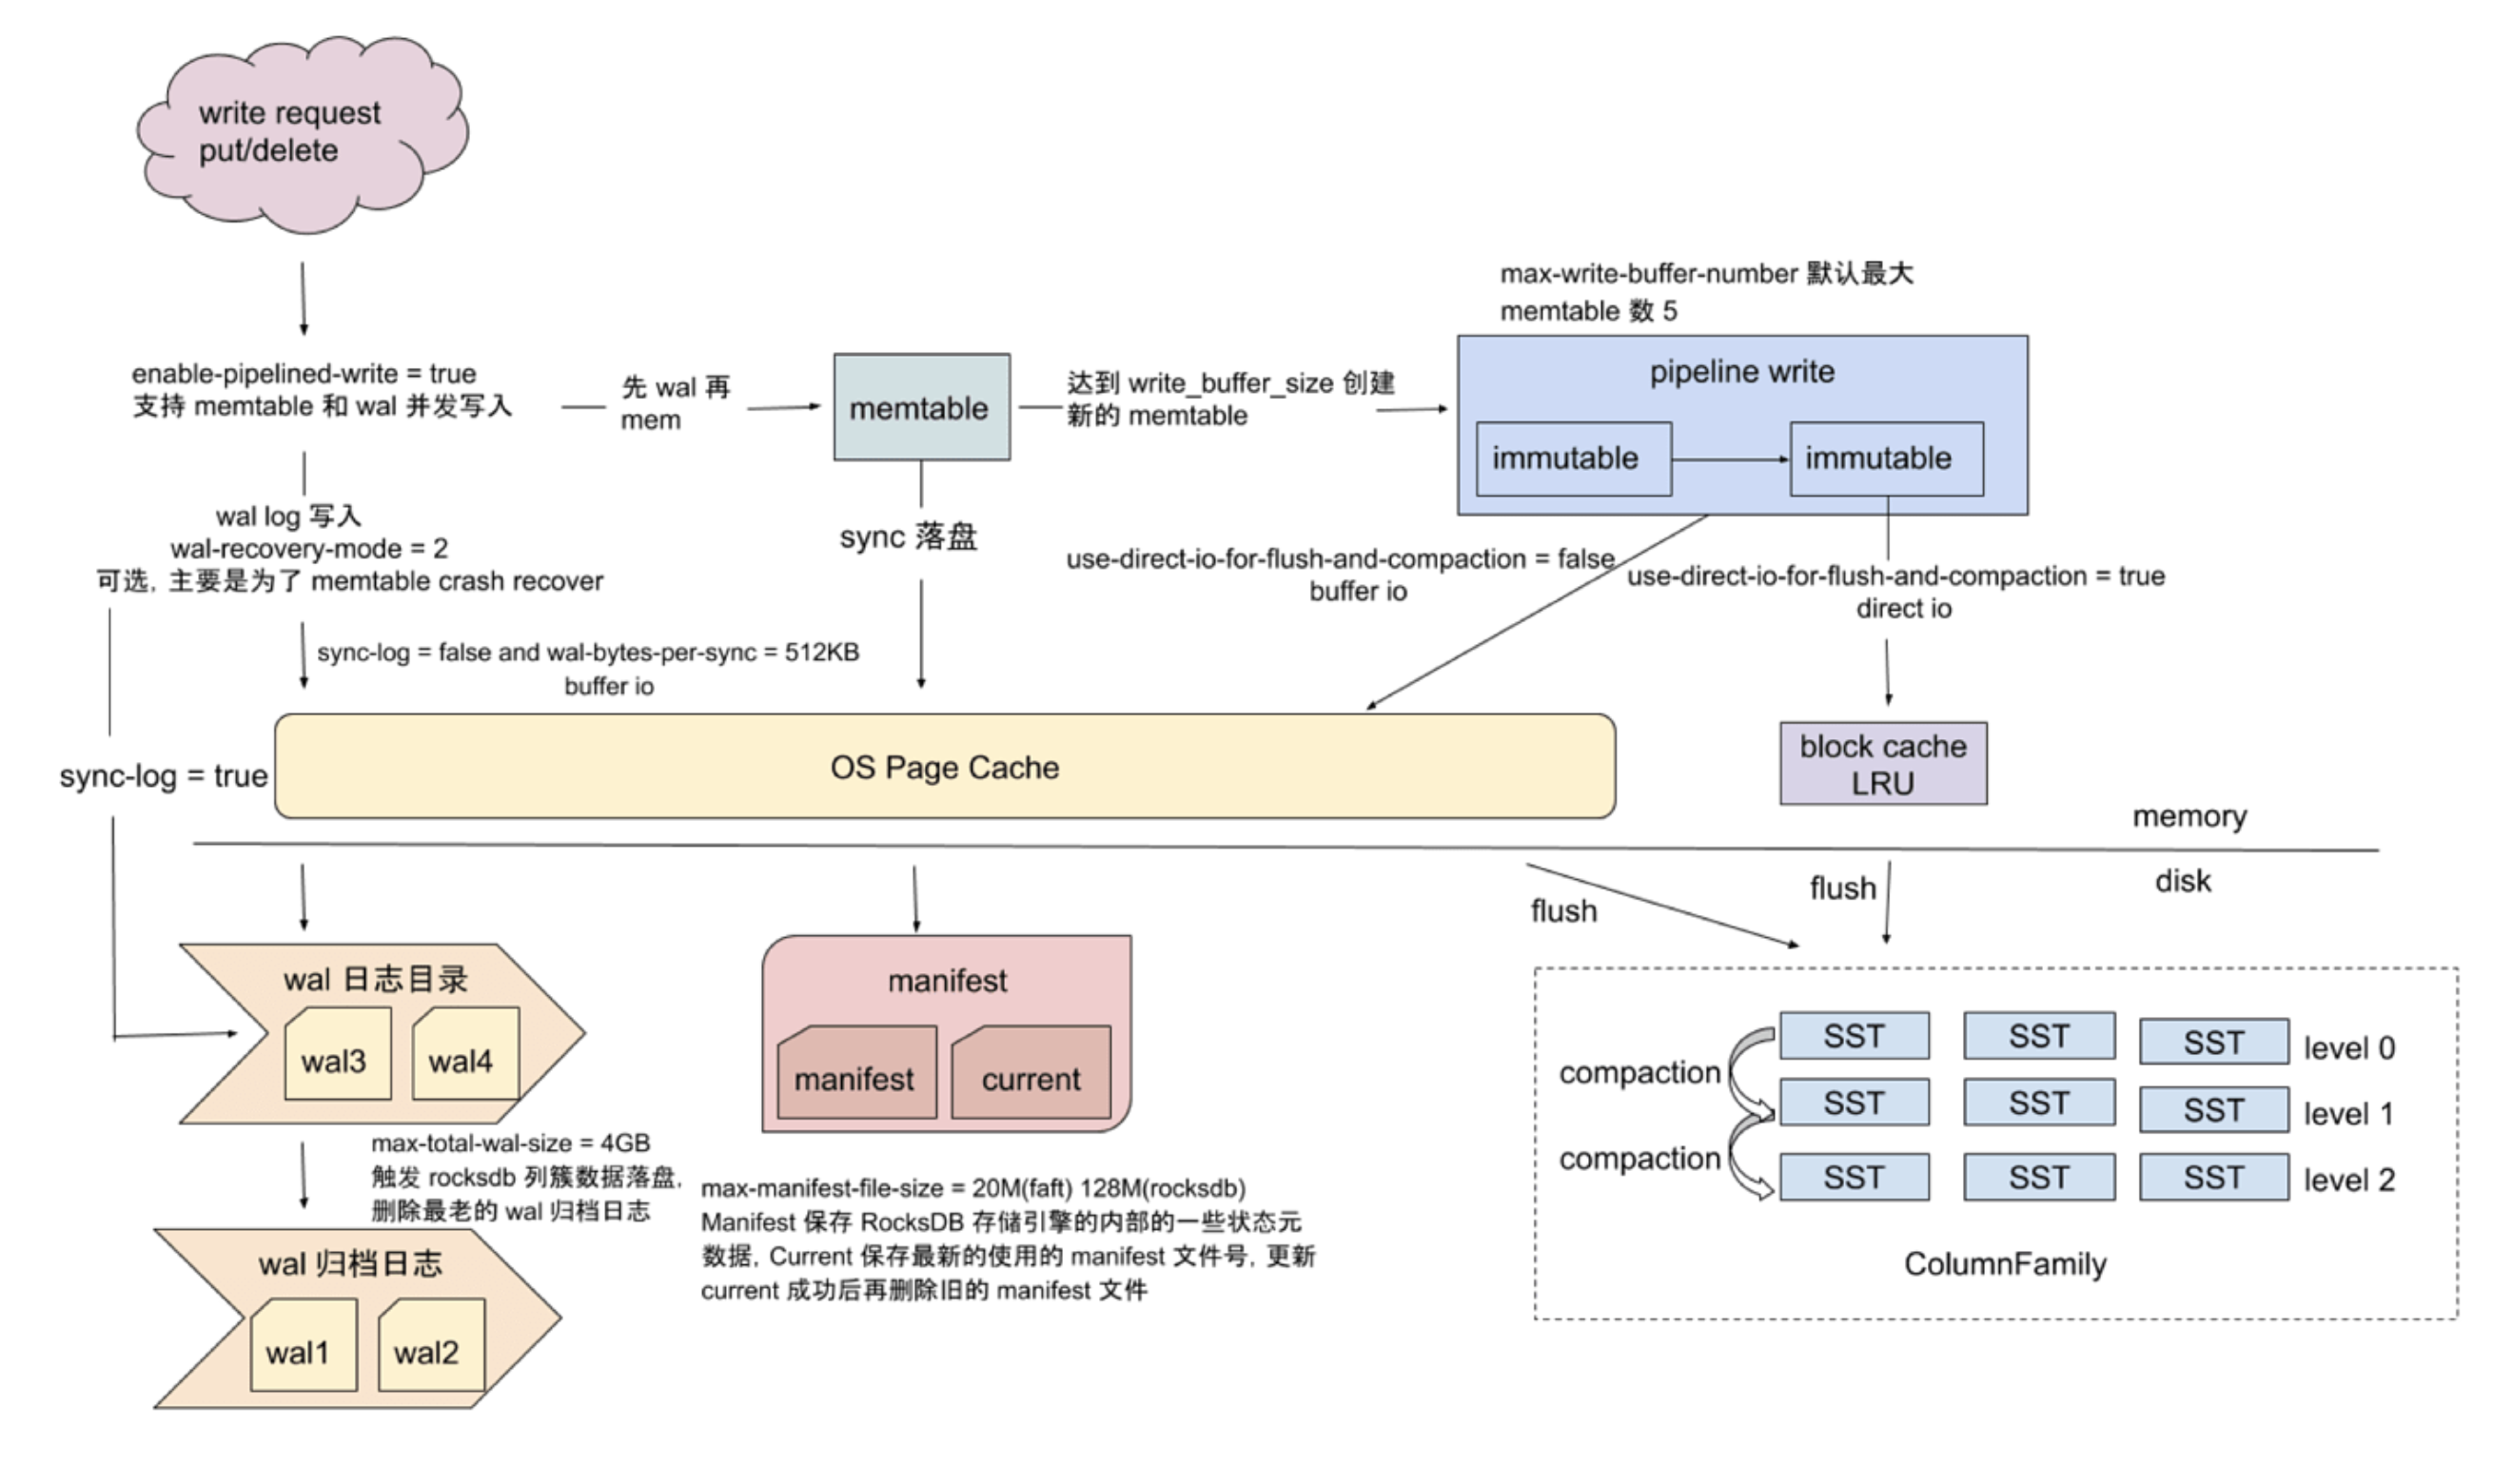 write request
put/delete
max-write-buffer-number 默认最大
memtable 数 5
enable-pipelined-write = true
支持 memtable 和 wal 并发写入
先 wal 再
mem
memtable
达到 write_buffer_size 创建
新的 memtable
pipeline write
immutable
immutable
wal log 写入
wal-recovery-mode = 2
可选, 主要是为了 memtable crash recover
sync 落盘
use-direct-io-for-flush-and-compaction = false
buffer io
use-direct-io-for-flush-and-compaction = true
direct io
sync-log = false and wal-bytes-per-sync = 512KB
buffer io
sync-log = true
OS Page Cache
block cache
LRU
memory
disk
flush
flush
wal 日志目录
wal3
wal4
manifest
manifest
current
compaction
compaction
SST
SST
SST
level 0
SST
SST
SST
level 1
SST
SST
SST
level 2
ColumnFamily
max-total-wal-size = 4GB
触发 rocksdb 列簇数据落盘,
删除最老的 wal 归档日志
max-manifest-file-size = 20M(faft) 128M(rocksdb)
Manifest 保存 RocksDB 存储引擎的内部的一些状态元
数据, Current 保存最新的使用的 manifest 文件号, 更新
current 成功后再删除旧的 manifest 文件
wal 归档日志
wal1
wal2